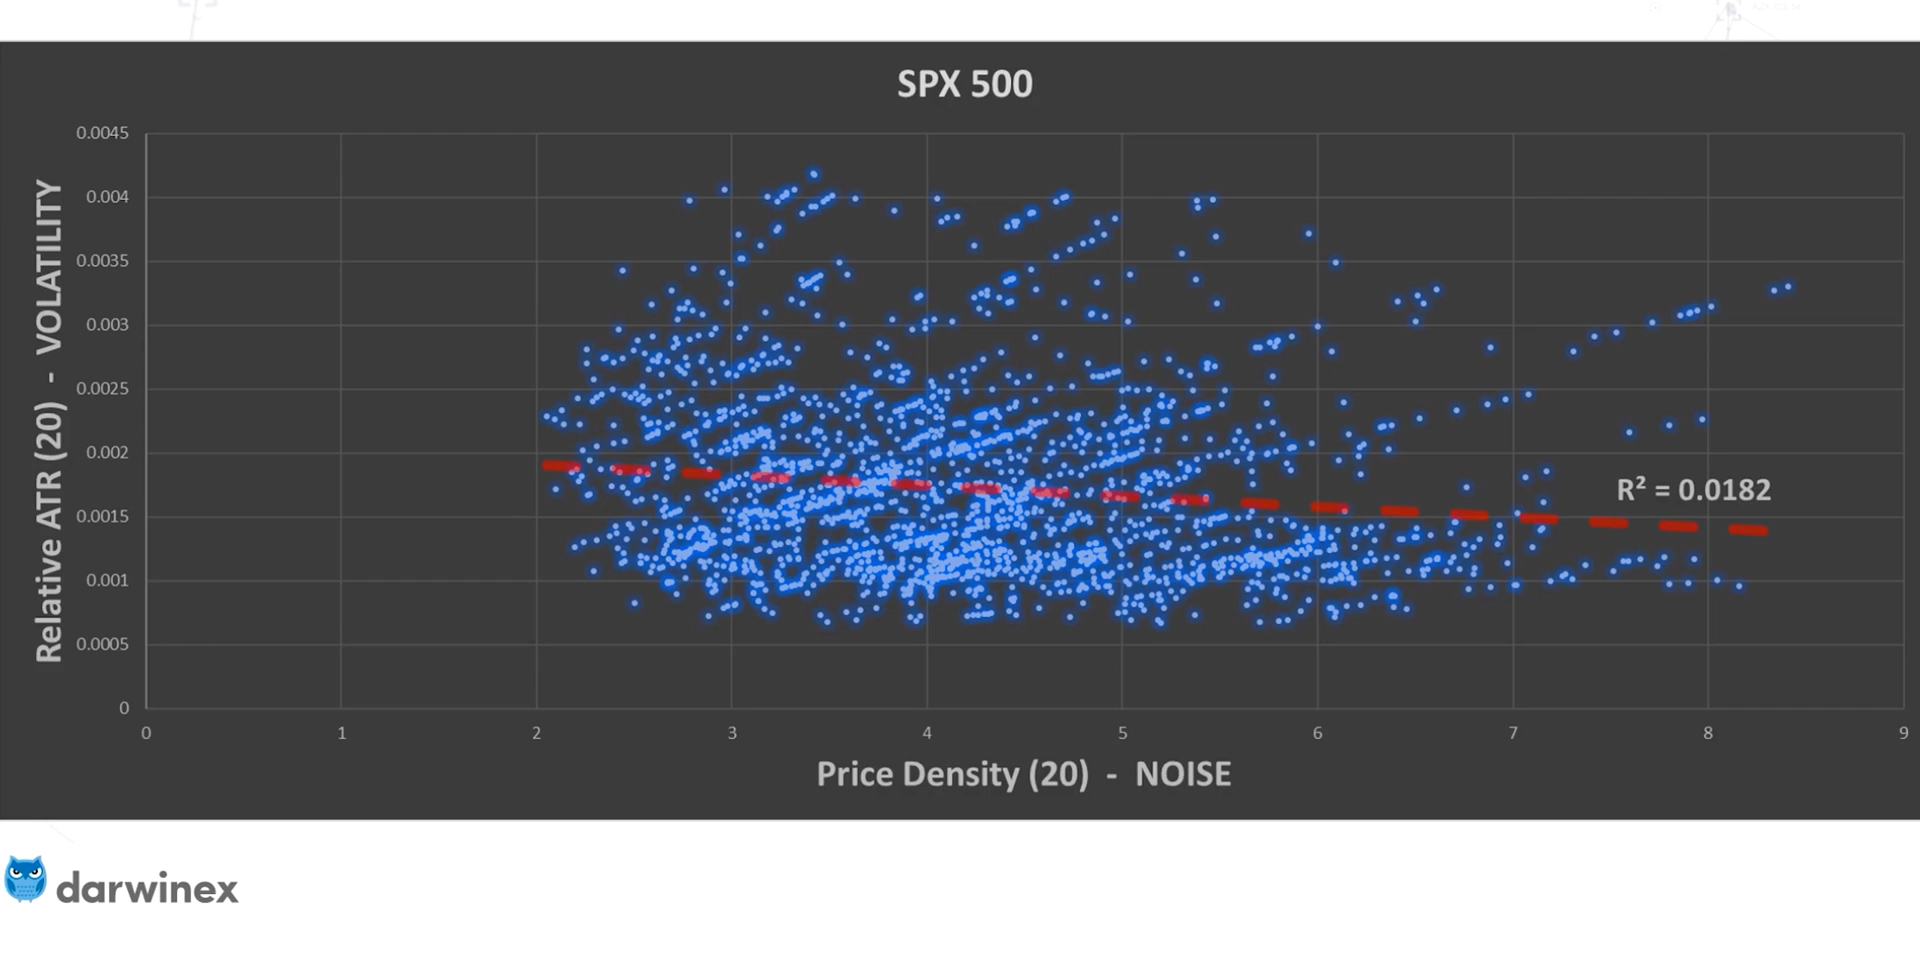 SPX 500
Relative ATR (20) - VOLATILITY
0.0045
0.004
0.0035
0.003
0.0025
0.002
0.0015
0.001
0.0005
0
R² = 0.0182
0 1 2 3 4 5 6 7 8 9
Price Density (20) - NOISE
darwinex